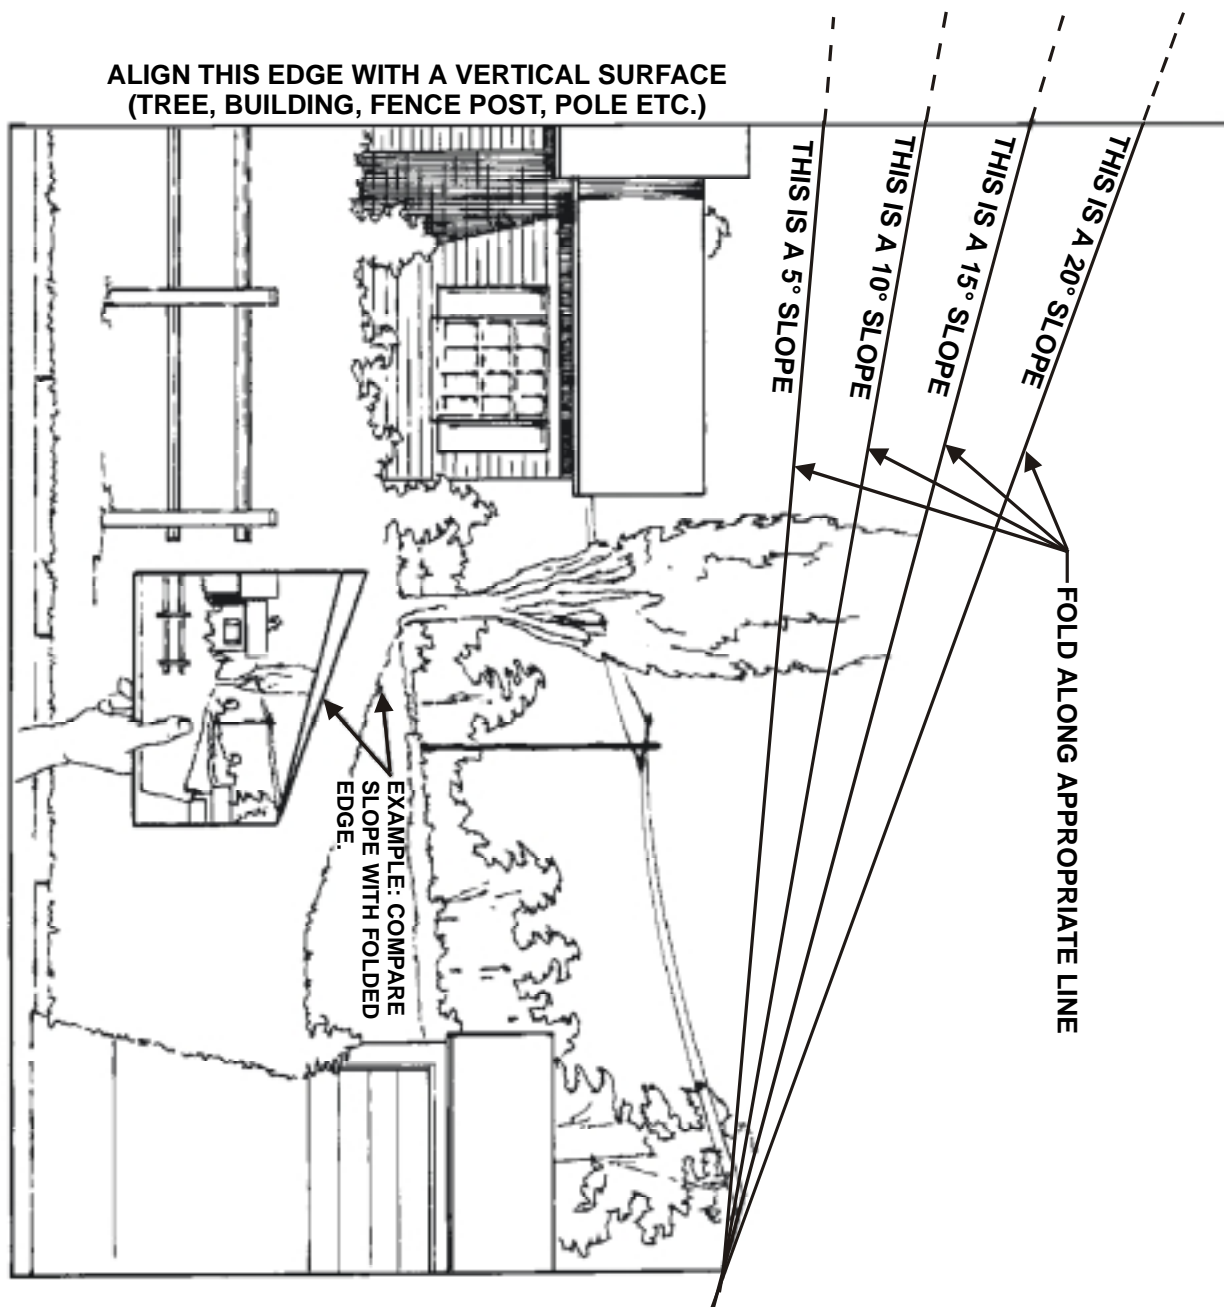 ALIGN THIS EDGE WITH A VERTICAL SURFACE
(TREE, BUILDING, FENCE POST, POLE ETC.)
THIS IS A 5° SLOPE
THIS IS A 10° SLOPE
THIS IS A 15° SLOPE
THIS IS A 20° SLOPE
FOLD ALONG APPROPRIATE LINE
EXAMPLE: COMPARE
SLOPE WITH FOLDED
EDGE.